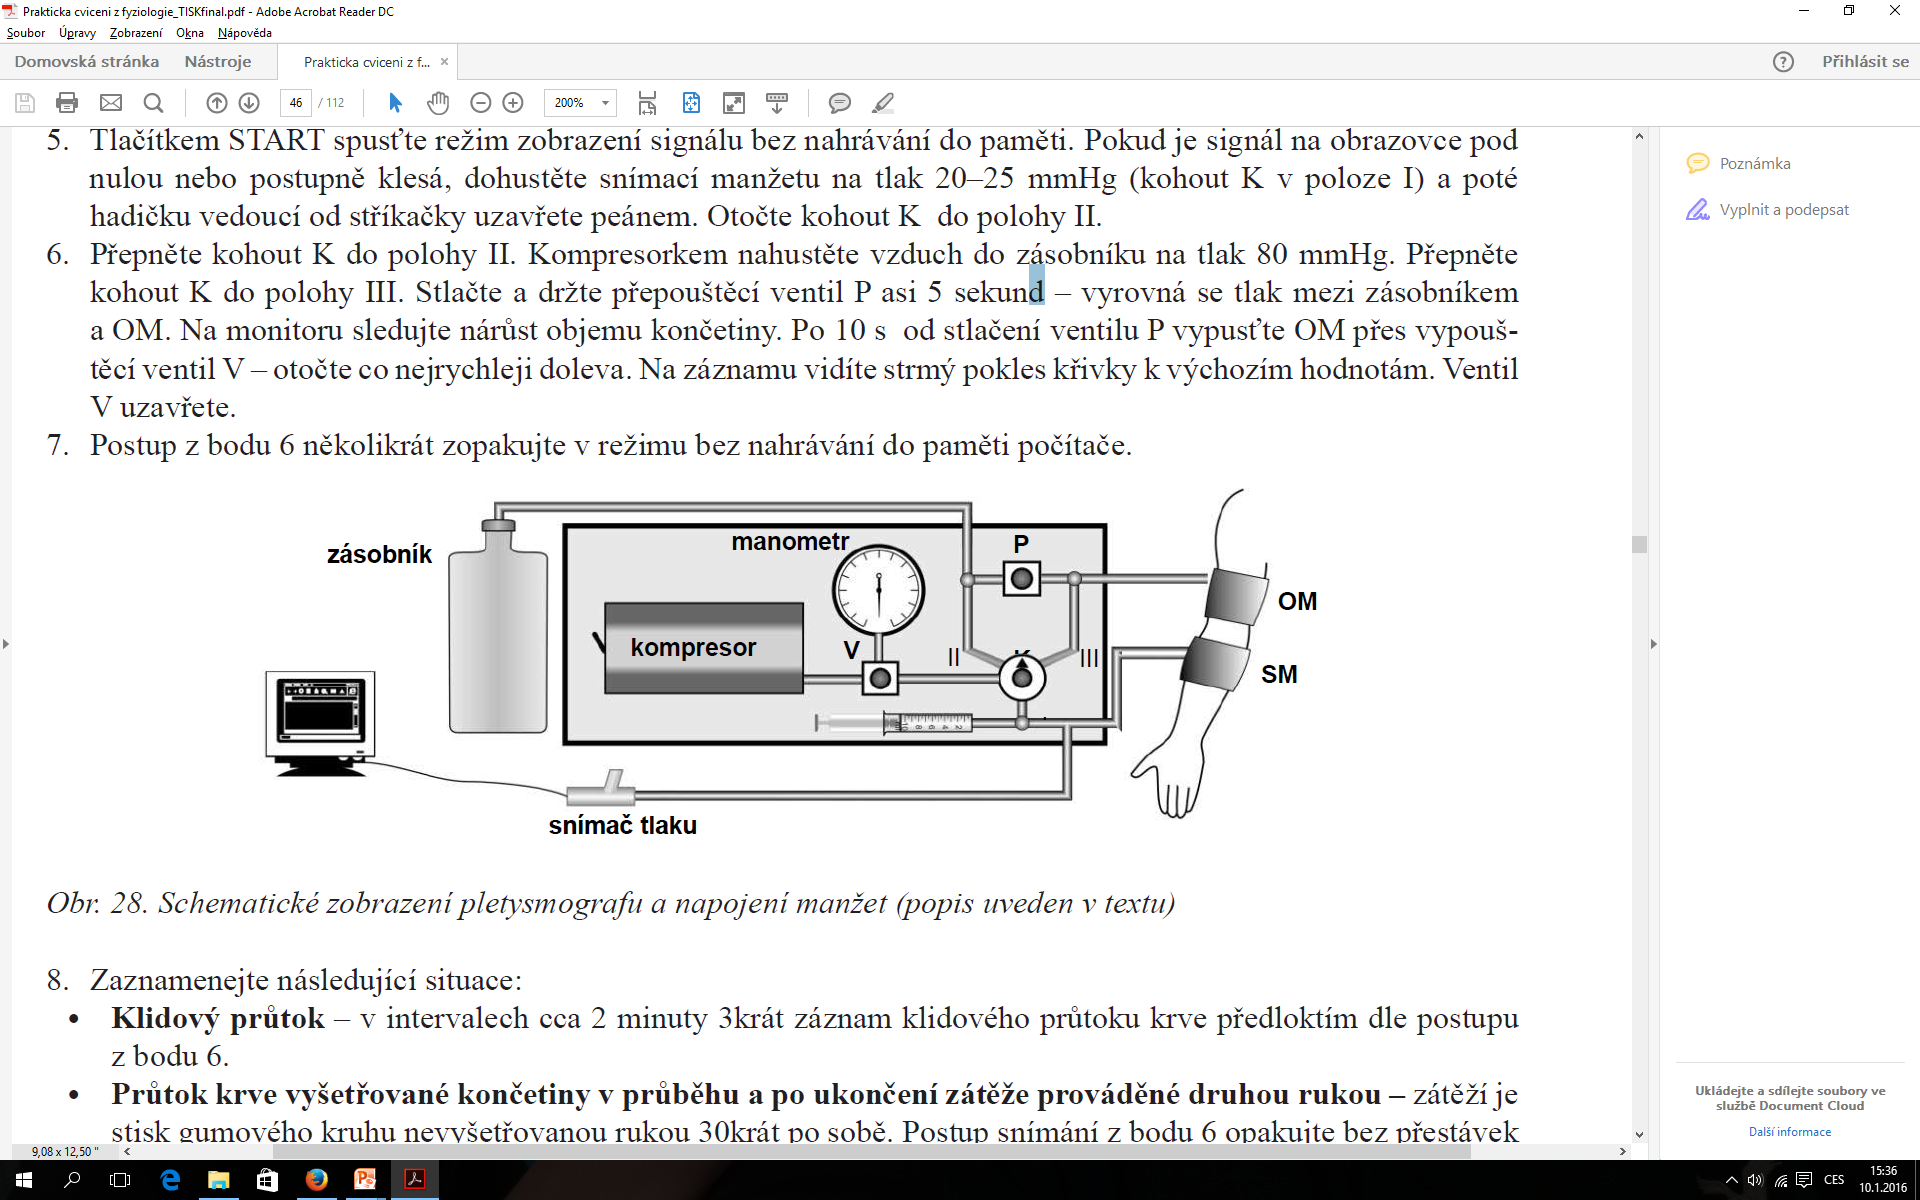 Prakticka cviceni z fyziologie_TISKfinal.pdf - Adobe Acrobat Reader DC
Soubor Úpravy Zobrazení Okna Nápověda
Domovská stránka Nástroje Prakticka cviceni z f... × Přihlásit se
46 / 112 200%
5. Tlačítkem START spusťte režim zobrazení signálu bez nahrávání do paměti. Pokud je signál na obrazovce pod
nulou nebo postupně klesá, dohustěte snímací manžetu na tlak 20–25 mmHg (kohout K v poloze I) a poté
hadičku vedoucí od stříkačky uzavřete peánem. Otočte kohout K do polohy II.
6. Přepněte kohout K do polohy II. Kompresorkem nahustěte vzduch do zásobníku na tlak 80 mmHg. Přepněte
kohout K do polohy III. Stlačte a držte přepouštěcí ventil P asi 5 sekund – vyrovná se tlak mezi zásobníkem
a OM. Na monitoru sledujte nárůst objemu končetiny. Po 10 s od stlačení ventilu P vypusťte OM přes vypouš-
těcí ventil V – otočte co nejrychleji doleva. Na záznamu vidíte strmý pokles křivky k výchozím hodnotám. Ventil
V uzavřete.
7. Postup z bodu 6 několikrát zopakujte v režimu bez nahrávání do paměti počítače.
zásobník
manometr
P
OM
kompresor
V
II
III
SM
10 8 6 4 2
snímač tlaku
Obr. 28. Schematické zobrazení pletysmografu a napojení manžet (popis uveden v textu)
8. Zaznamenejte následující situace:
• Klidový průtok – v intervalech cca 2 minuty 3krát záznam klidového průtoku krve předloktím dle postupu
z bodu 6.
• Průtok krve vyšetřované končetiny v průběhu a po ukončení zátěže prováděné druhou rukou – zátěží je
stisk gumového kruhu nevyšetřovanou rukou 30krát po sobě. Postup snímání z bodu 6 opakujte bez přestávek
9,08 x 12,50 "
Poznámka
Vyplnit a podepsat
Ukládejte a sdílejte soubory ve
službě Document Cloud
Další informace
CES
15:36
10.1.2016